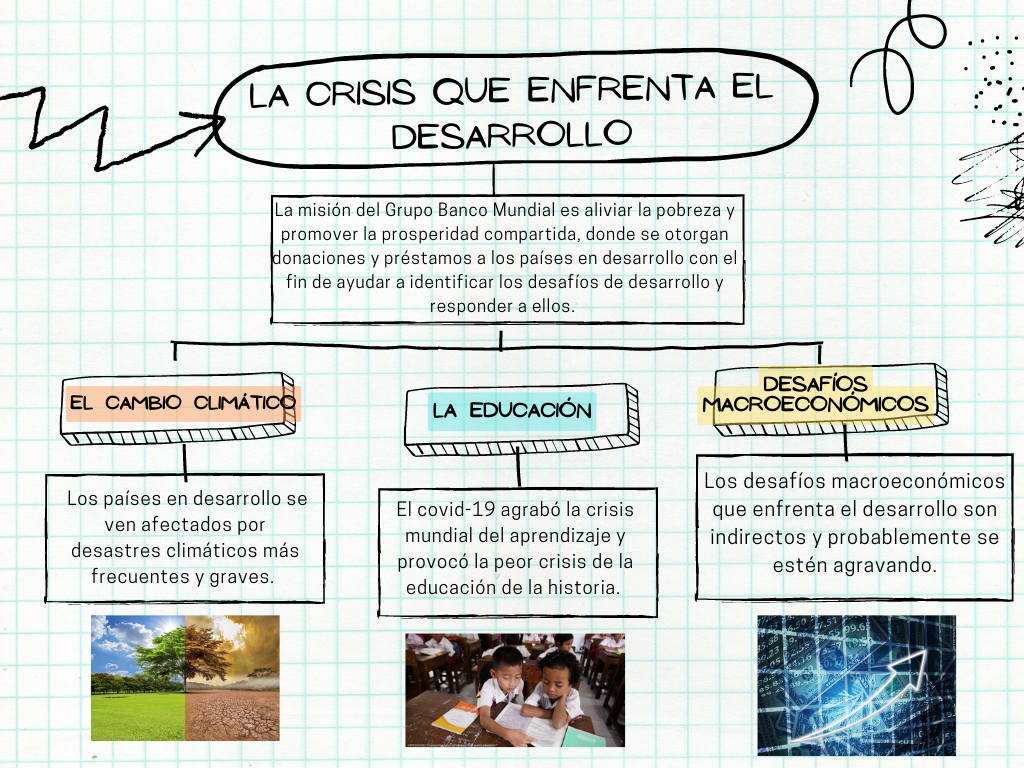 LA CRISIS QUE ENFRENTA EL
DESARROLLO
La misión del Grupo Banco Mundial es aliviar la pobreza y
promover la prosperidad compartida, donde se otorgan
donaciones y préstamos a los países en desarrollo con el
fin de ayudar a identificar los desafíos de desarrollo y
responder a ellos.
EL CAMBIO CLIMÁTICO
Los países en desarrollo se
ven afectados por
desastres climáticos más
frecuentes y graves.
LA EDUCACIÓN
El covid-19 agrabó la crisis
mundial del aprendizaje y
provocó la peor crisis de la
educación de la historia.
DESAFÍOS
MACROECONÓMICOS
Los desafíos macroeconómicos
que enfrenta el desarrollo son
indirectos y probablemente se
estén agravando.